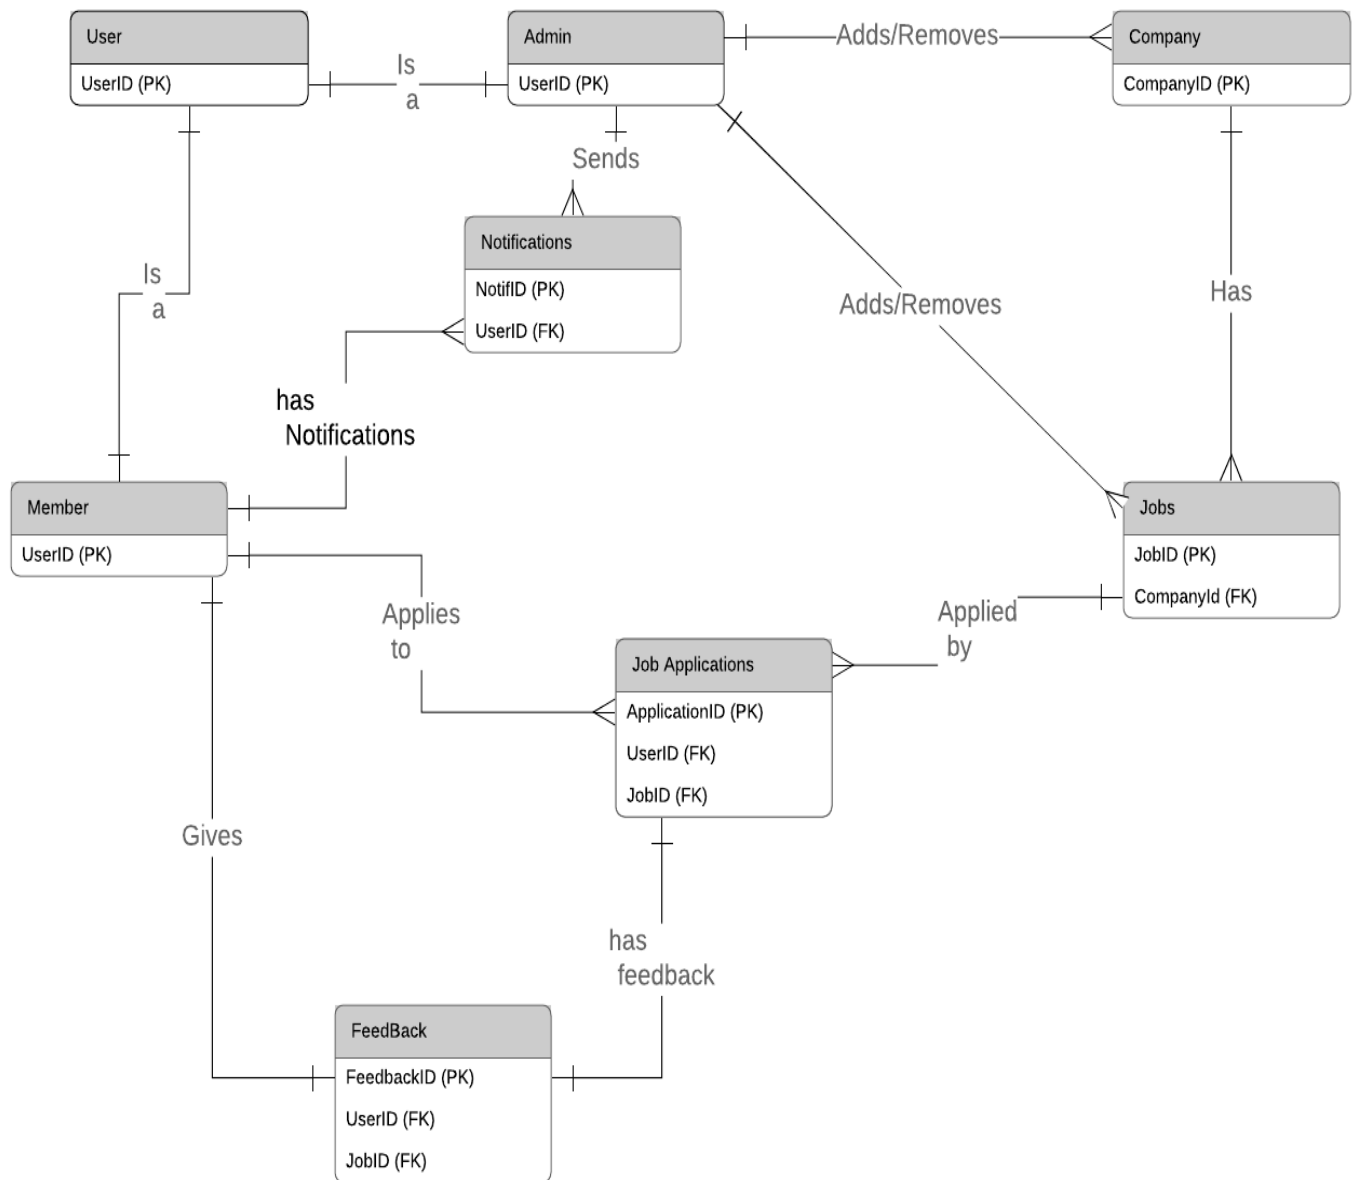 User
UserID (PK)
Is
a
Admin
UserID (PK)
Adds/Removes
Company
CompanyID (PK)
Sends
Notifications
NotifID (PK)
UserID (FK)
Is
a
Adds/Removes
Has
has
Notifications
Member
UserID (PK)
Jobs
JobID (PK)
CompanyId (FK)
Applies
to
Applied
by
Job Applications
ApplicationID (PK)
UserID (FK)
JobID (FK)
Gives
has
feedback
FeedBack
FeedbackID (PK)
UserID (FK)
JobID (FK)